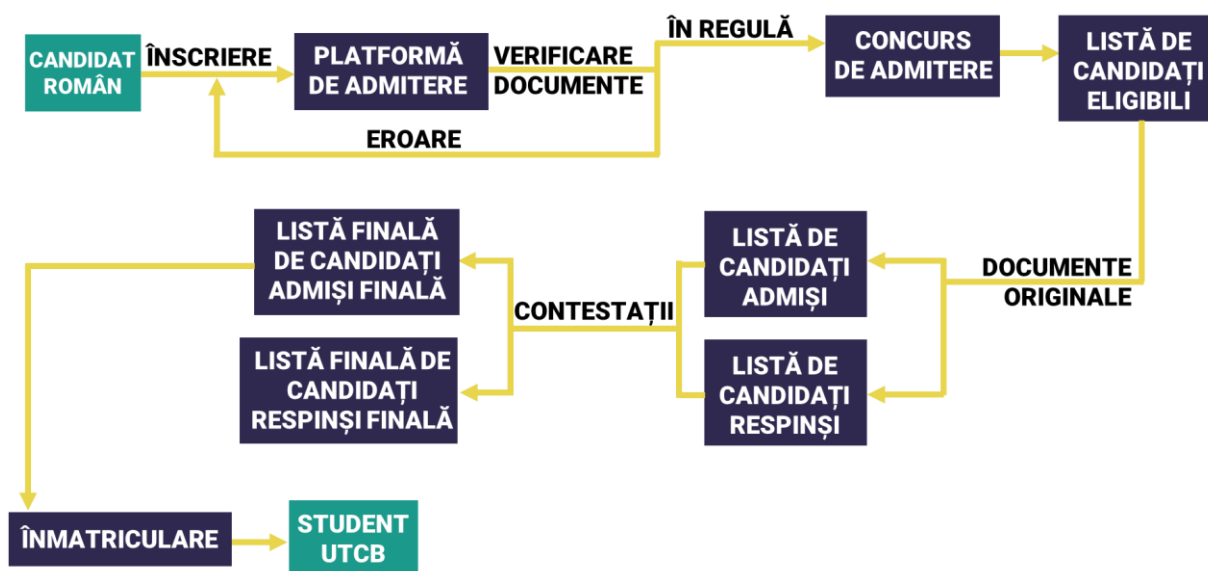 CANDIDAT
ROMÂN
ÎNSCRIERE
PLATFORMĂ
DE ADMITERE
VERIFICARE
DOCUMENTE
ÎN REGULĂ
EROARE
CONCURS
DE ADMITERE
LISTĂ DE
CANDIDAȚI
ELIGIBILI
DOCUMENTE
ORIGINALE
LISTĂ DE
CANDIDAȚI
ADMIȘI
LISTĂ DE
CANDIDAȚI
RESPINȘI
CONTESTAȚII
LISTĂ FINALĂ
DE CANDIDAȚI
ADMIȘI FINALĂ
LISTĂ FINALĂ DE
CANDIDAȚI
RESPINȘI FINALĂ
ÎNMATRICULARE
STUDENT
UTCB